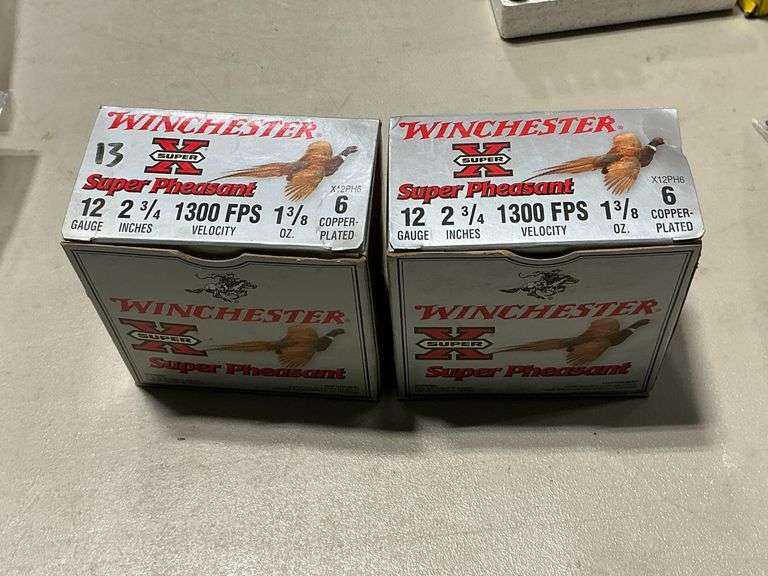 WINCHESTER®
13
X
SUPER
Super Pheasant
X12PH6
12 GAUGE
2 3/4 INCHES
1300 FPS VELOCITY
1 3/8 OZ.
6 COPPER-PLATED
WINCHESTER
X
SUPER
Super Pheasant
WINCHESTER®
X
SUPER
Super Pheasant
X12PH6
12 GAUGE
2 3/4 INCHES
1300 FPS VELOCITY
1 3/8 OZ.
6 COPPER-PLATED
WINCHESTER
X
SUPER
Super Pheasant